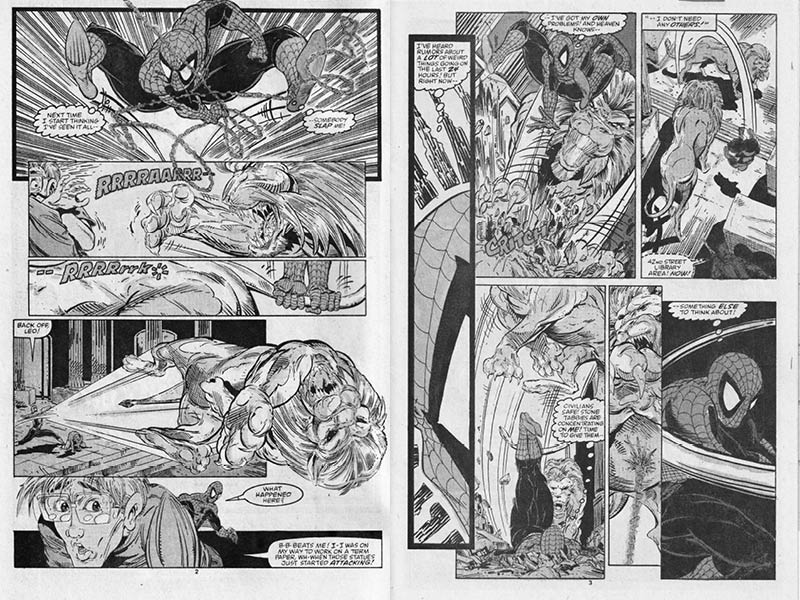 NEXT TIME
I START THINKING
I'VE SEEN IT ALL--
--SOMEBODY
SLAP ME!
RRRRAAARRR-
-- RRRRrrk
BACK OFF,
LEO!
WHAT
HAPPENED
HERE?
B-B-BEATS ME! I-I WAS ON
MY WAY TO WORK ON A TERM
PAPER, WH-WHEN THOSE STATUES
JUST STARTED ATTACKING!
2
I'VE HEARD
RUMORS ABOUT
A LOT OF WEIRD
THINGS GOING ON
THE LAST 24
HOURS! BUT
RIGHT NOW--
--I'VE GOT MY OWN
PROBLEMS! AND HEAVEN
KNOWS--
CRUNCH
"--I DON'T NEED
ANY OTHERS!"
42ND STREET
LIBRARY
AREA! NOW!
CIVILIANS
SAFE! STONE
TABBIES ARE
CONCENTRATING
ON ME! TIME
TO GIVE THEM--
--SOMETHING ELSE
TO THINK ABOUT!
3